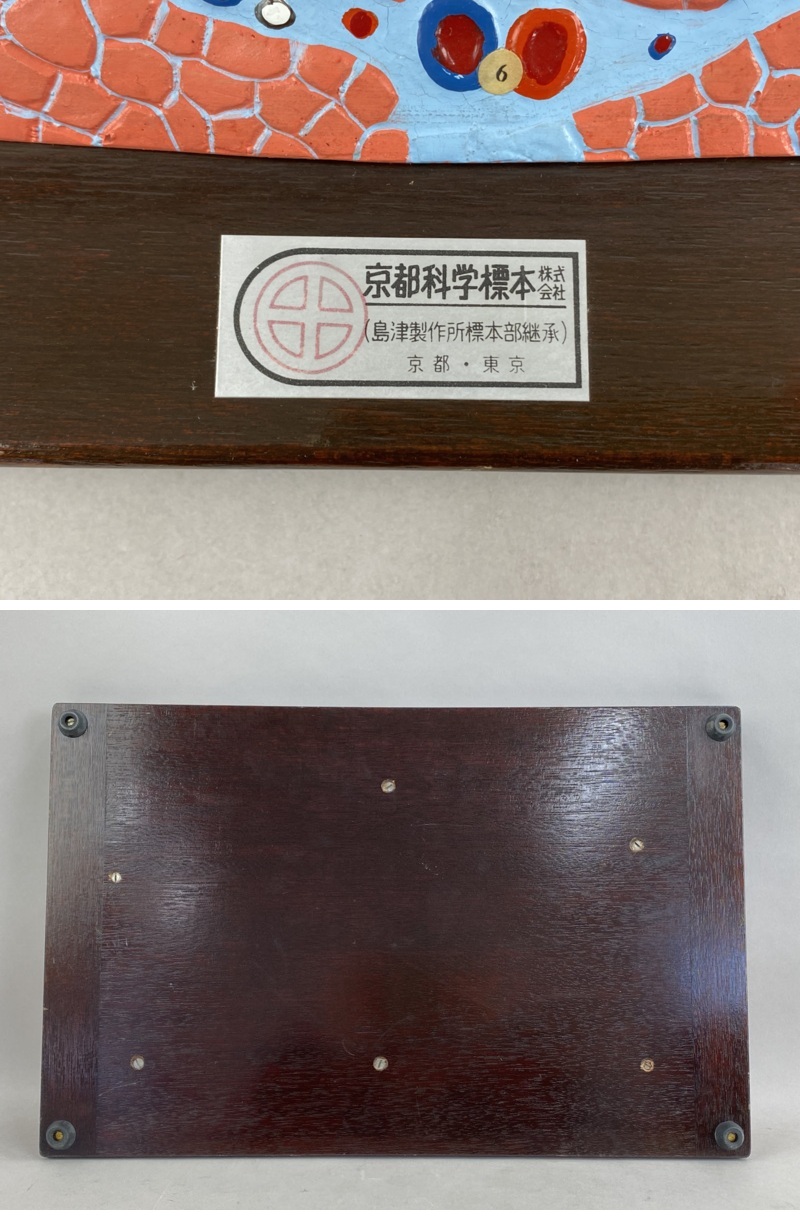 6
京都科学標本株式会社
(島津製作所標本部継承)
京都・東京